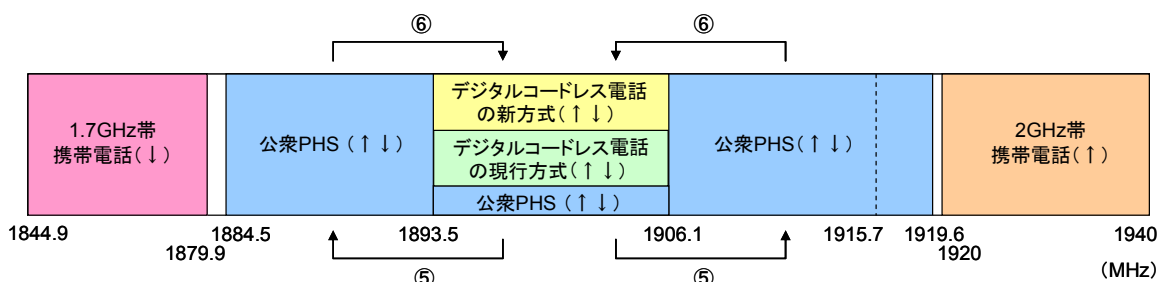 ⑥ ⑥
1.7GHz帯
携帯電話(↓)
公衆PHS (↑↓)
デジタルコードレス電話
の新方式(↑↓)
デジタルコードレス電話
の現行方式(↑↓)
公衆PHS (↑↓)
公衆PHS(↑↓)
2GHz帯
携帯電話(↑)
1844.9 1884.5 1893.5 1906.1 1915.7 1919.6 1940
1879.9 1920
(MHz)
⑤ ⑤